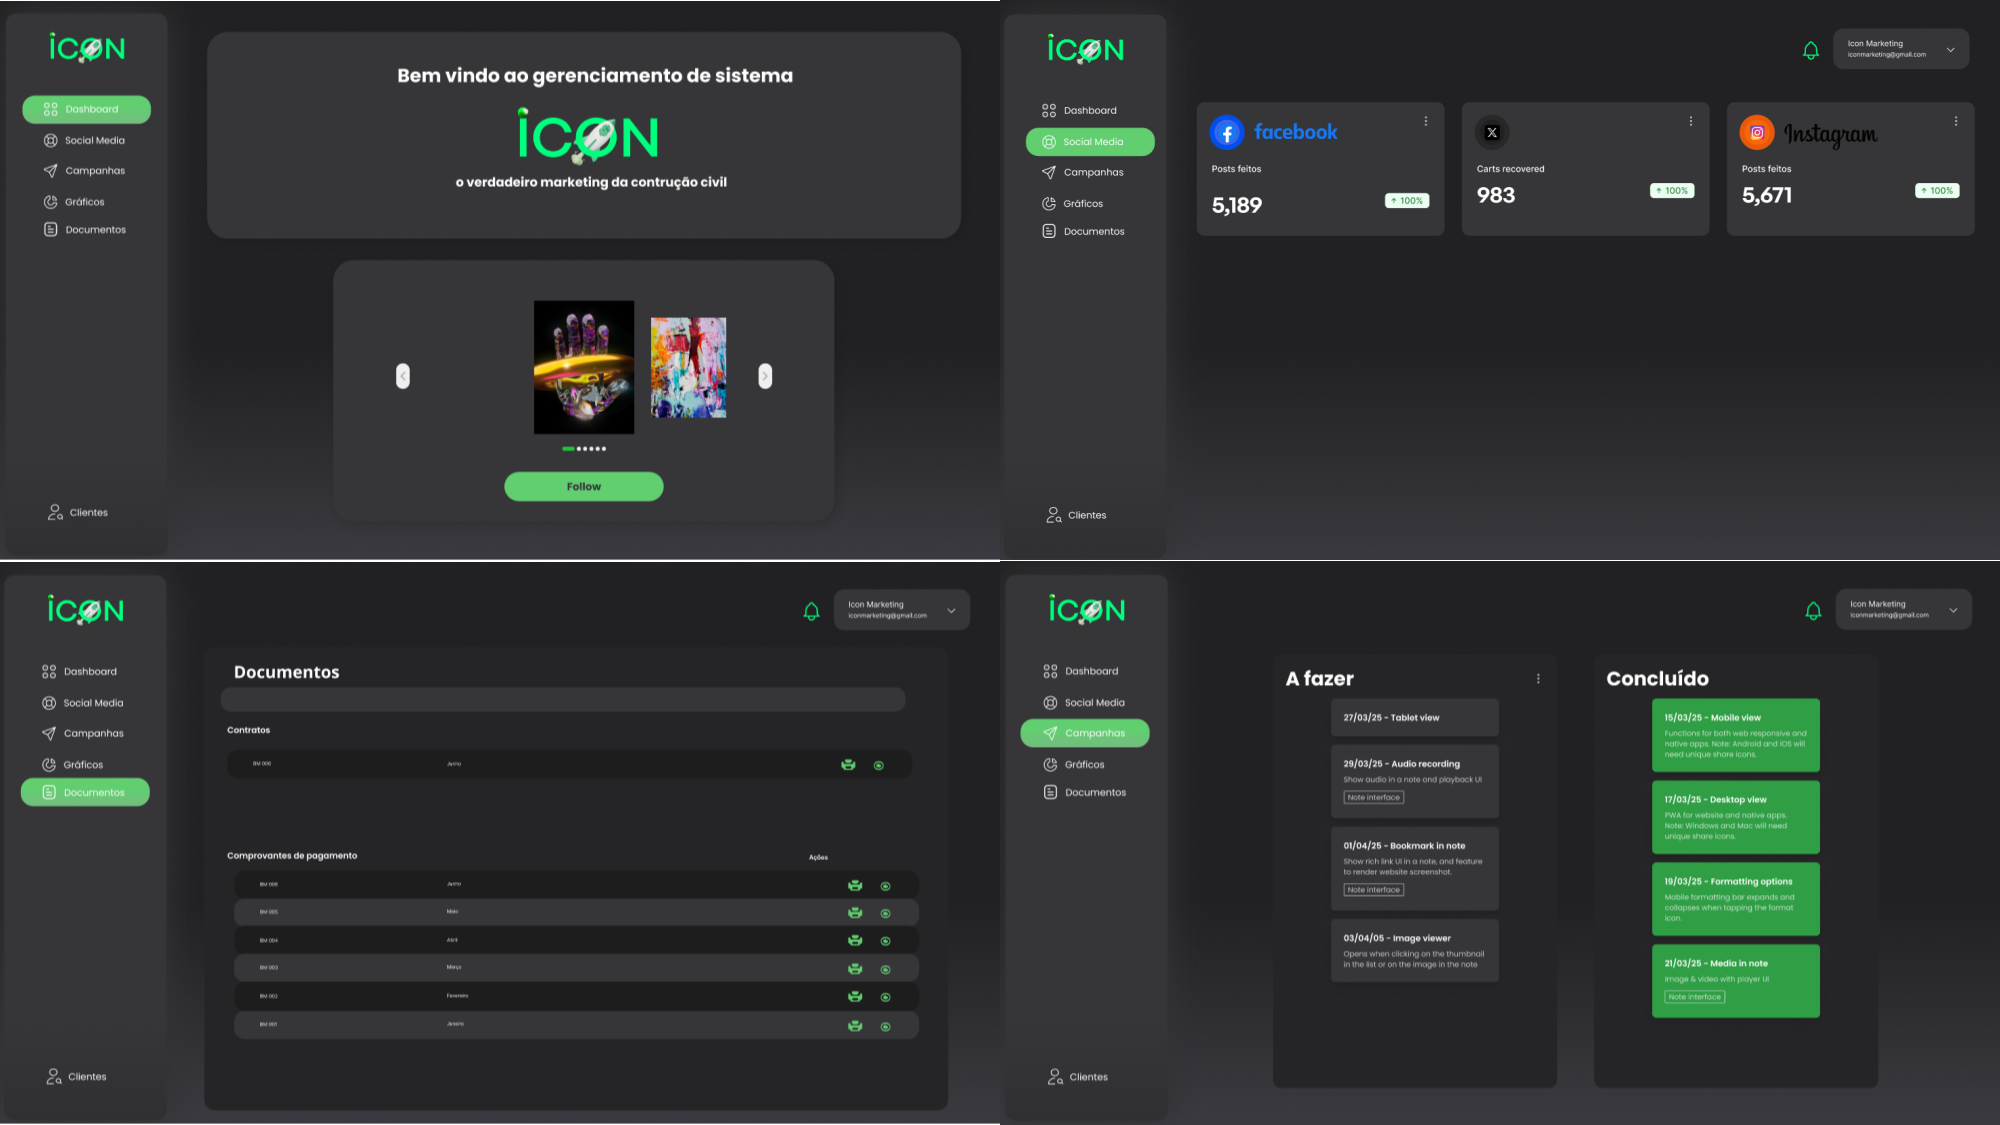 icon
Dashboard
Social Media
Campanhas
Gráficos
Documentos
Clientes
Bem vindo ao gerenciamento de sistema
icon
o verdadeiro marketing da contrução civil
Follow
icon
Dashboard
Social Media
Campanhas
Gráficos
Documentos
Clientes
Icon Marketing
iconmarketing@gmail.com
facebook
Posts feitos
5,189
↑ 100%
X
Carts recovered
983
↑ 100%
Instagram
Posts feitos
5,671
↑ 100%
icon
Dashboard
Social Media
Campanhas
Gráficos
Documentos
Clientes
Icon Marketing
iconmarketing@gmail.com
Documentos
Contratos
BM 006 Junho
Comprovantes de pagamento Ações
BM 006 Junho
BM 005 Maio
BM 004 Abril
BM 003 Março
BM 002 Fevereiro
BM 001 Janeiro
icon
Dashboard
Social Media
Campanhas
Gráficos
Documentos
Clientes
Icon Marketing
iconmarketing@gmail.com
A fazer
27/03/25 - Tablet view
29/03/25 - Audio recording
Show audio in a note and playback UI
Note interface
01/04/25 - Bookmark in note
Show rich link UI in a note, and feature
to render website screenshot.
Note interface
03/04/05 - Image viewer
Opens when clicking on the thumbnail
in the list or on the image in the note
Concluído
15/03/25 - Mobile view
Functions for both web responsive and
native apps. Note: Android and iOS will
need unique share icons.
17/03/25 - Desktop view
PWA for website and native apps.
Note: Windows and Mac will need
unique share icons.
19/03/25 - Formatting options
Mobile formatting bar expands and
collapses when tapping the format
icon.
21/03/25 - Media in note
Image & video with player UI
Note interface